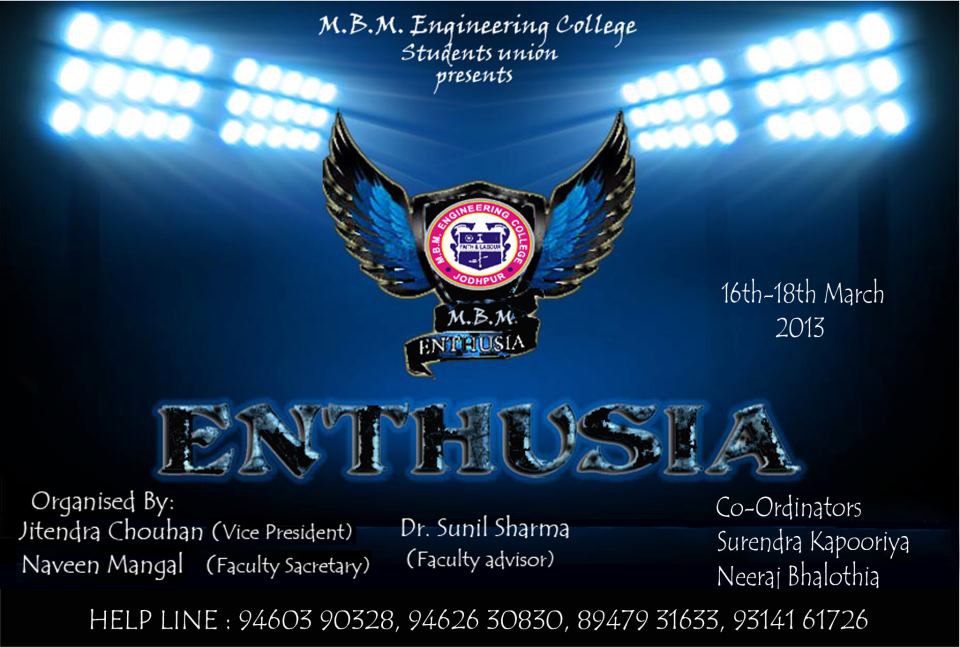 M.B.M. Engineering College
Students union
presents
M.B.M. ENGINEERING COLLEGE
FAITH & LABOUR
JODHPUR
M.B.M.
ENTHUSIA
16th-18th March
2013
ENTHUSIA
Organised By:
Jitendra Chouhan (Vice President)
Naveen Mangal (Faculty Sacretary)
Dr. Sunil Sharma
(Faculty advisor)
Co-Ordinators
Surendra Kapooriya
Neeraj Bhalothia
HELP LINE : 94603 90328, 94626 30830, 89479 31633, 93141 61726